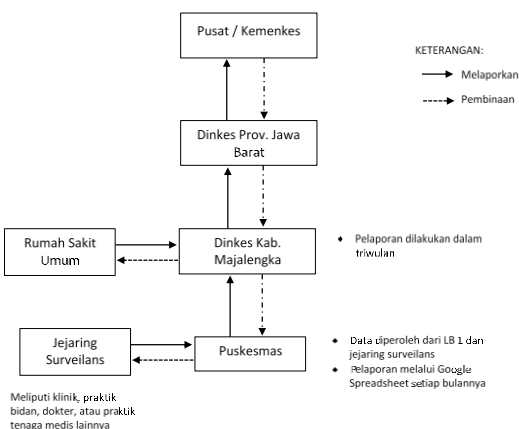 Pusat / Kemenkes
KETERANGAN:
Melaporkan
Pembinaan
Dinkes Prov. Jawa
Barat
Rumah Sakit
Umum
Dinkes Kab.
Majalengka
Pelaporan dilakukan dalam
triwulan
Jejaring
Surveilans
Puskesmas
Data diperoleh dari LB 1 dan
jejaring surveilans
Pelaporan melalui Google
Spreadsheet setiap bulannya
Meliputi klinik, praktik
bidan, dokter, atau praktik
tenaga medis lainnya